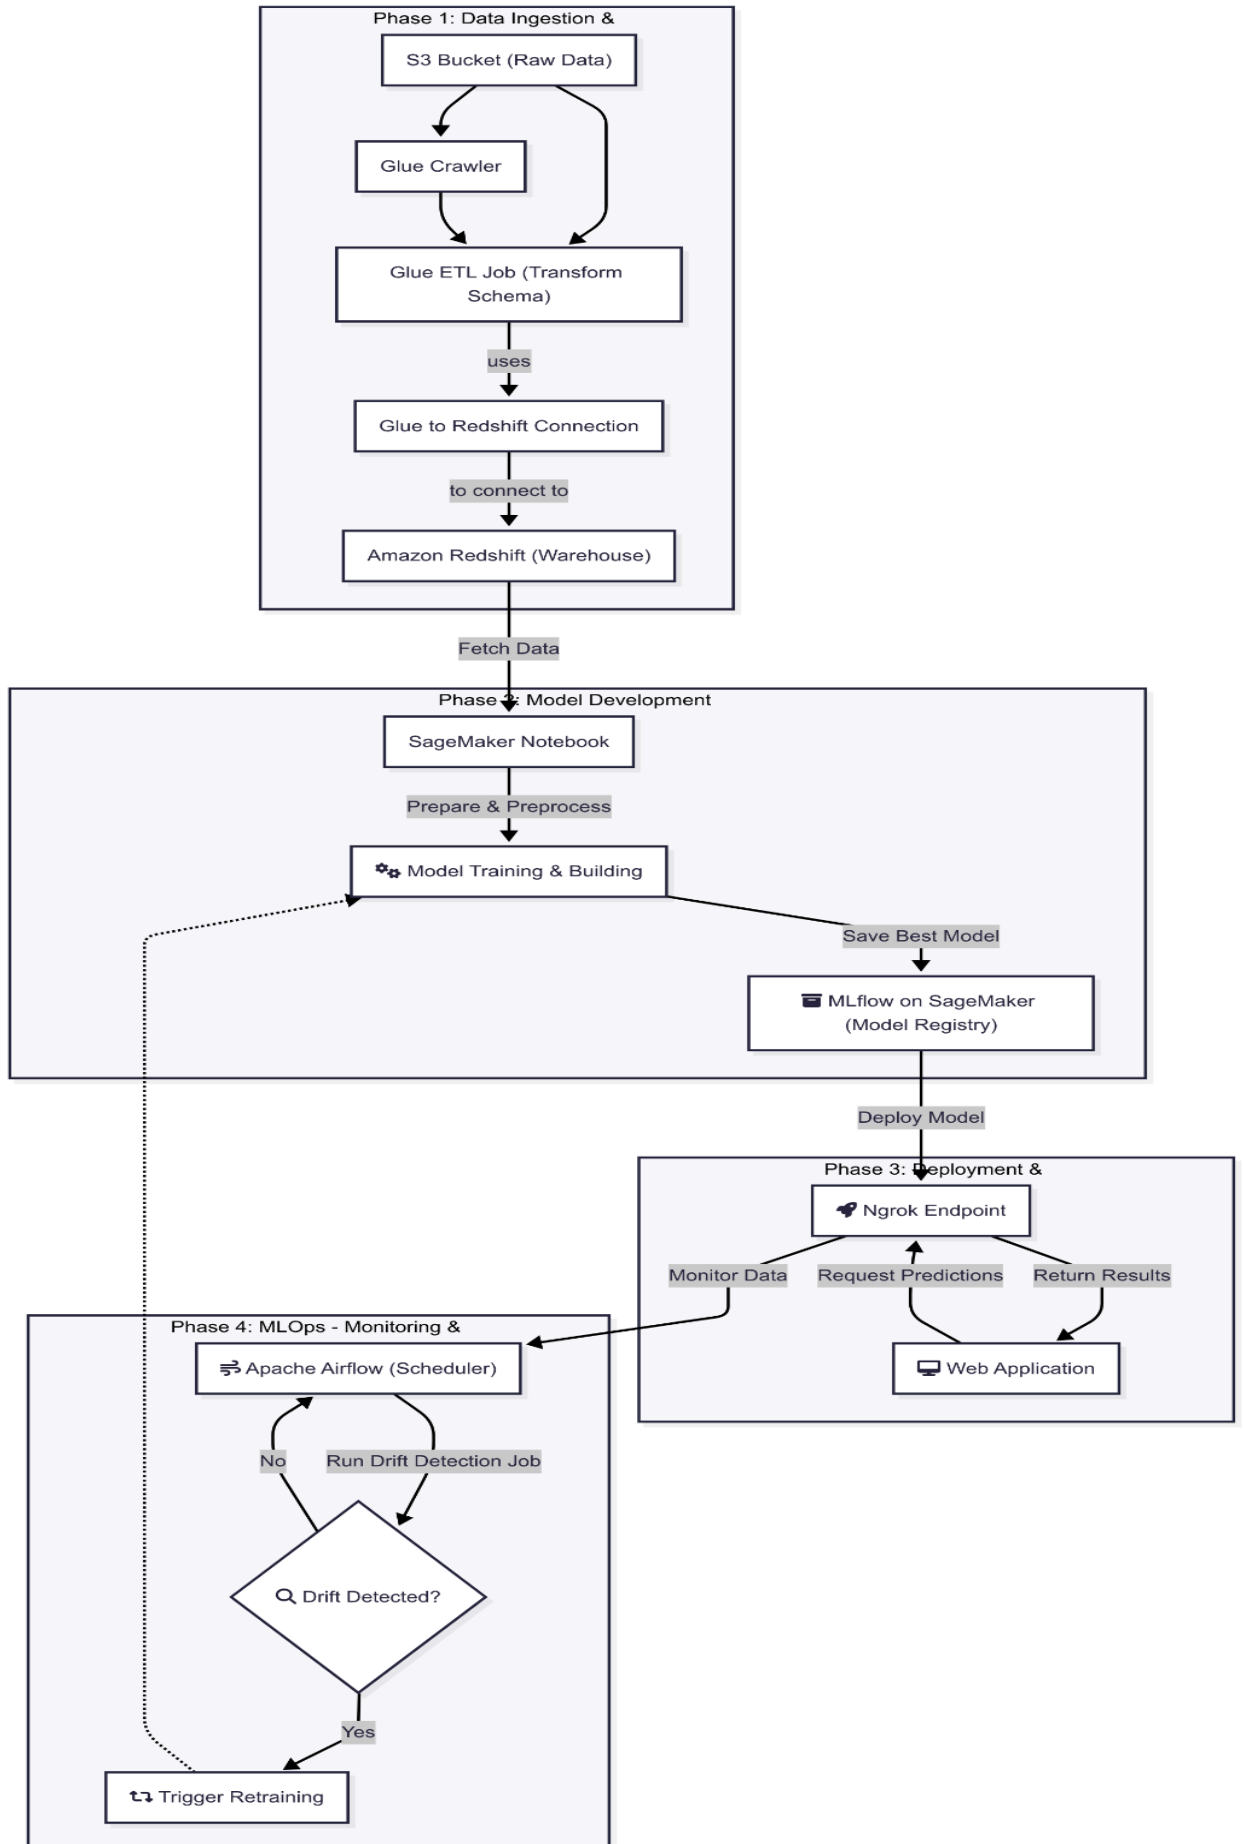 Phase 1: Data Ingestion &
S3 Bucket (Raw Data)
Glue Crawler
Glue ETL Job (Transform
Schema)
uses
Glue to Redshift Connection
to connect to
Amazon Redshift (Warehouse)
Fetch Data
Phase 2: Model Development
SageMaker Notebook
Prepare & Preprocess
Model Training & Building
Save Best Model
MLflow on SageMaker
(Model Registry)
Deploy Model
Phase 3: Deployment &
Ngrok Endpoint
Monitor Data
Request Predictions
Return Results
Web Application
Phase 4: MLOps - Monitoring &
Apache Airflow (Scheduler)
No
Run Drift Detection Job
Drift Detected?
Yes
Trigger Retraining